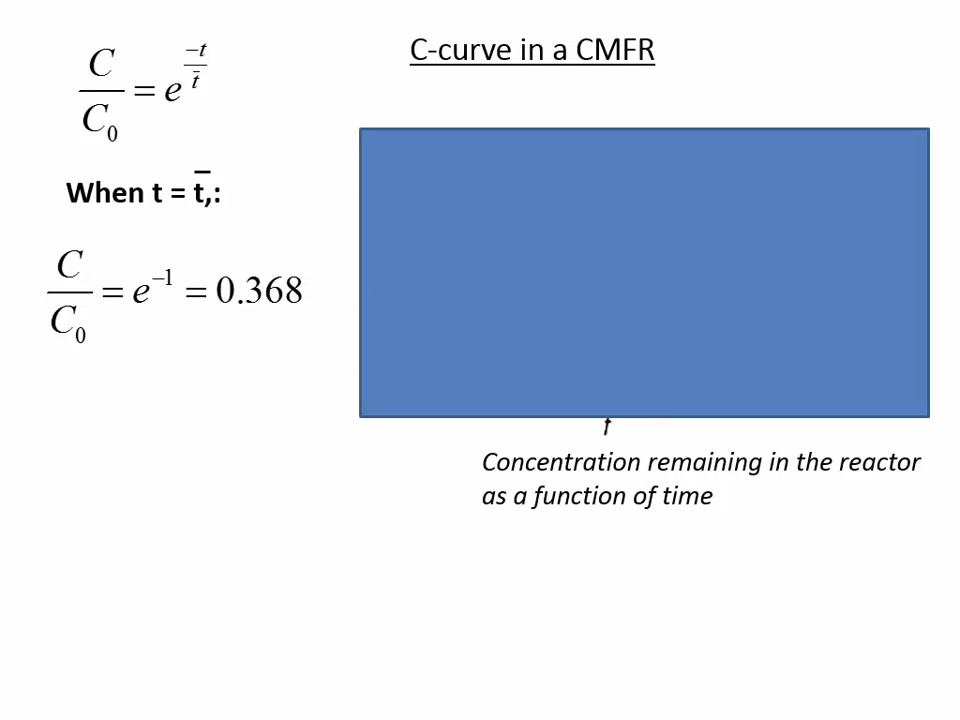 C-curve in a CMFR
C/C₀ = e^(−t/t̄)
When t = t̄,:
C/C₀ = e⁻¹ = 0.368
t
Concentration remaining in the reactor
as a function of time